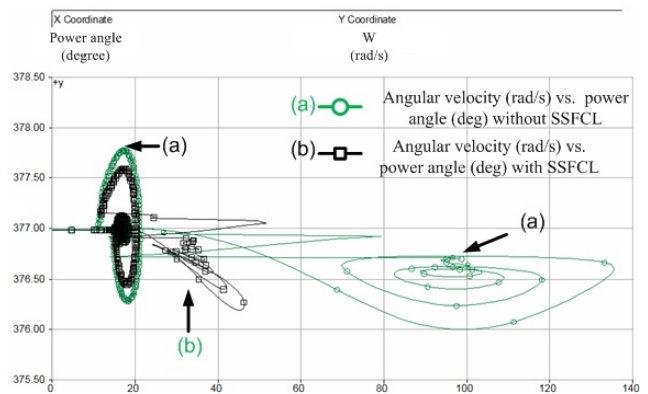 X Coordinate
Y Coordinate
Power angle
(degree)
W
(rad/s)
378.50
+y
(a)
Angular velocity (rad/s) vs. power
angle (deg) without SSFCL
378.00
(a)
(b)
Angular velocity (rad/s) vs.
power angle (deg) with SSFCL
377.50
377.00
(a)
376.50
376.00
(b)
375.50
0
20
40
60
80
100
120
140